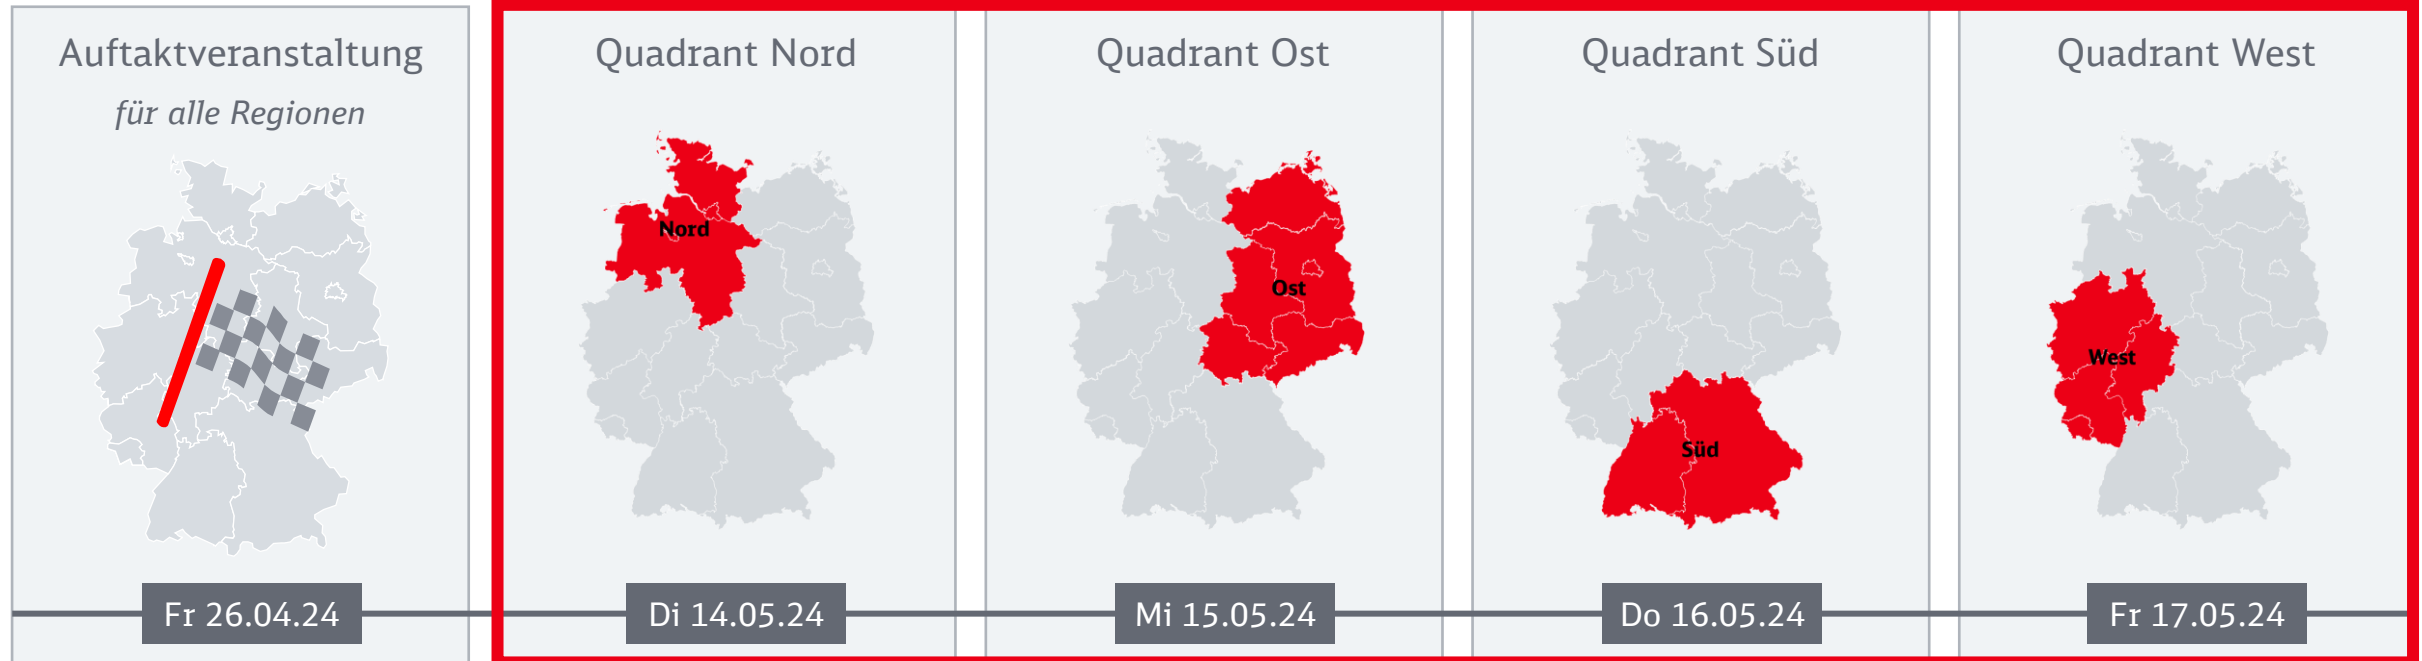 Auftaktveranstaltung
für alle Regionen
Fr 26.04.24
Quadrant Nord
Nord
Di 14.05.24
Quadrant Ost
Ost
Mi 15.05.24
Quadrant Süd
Süd
Do 16.05.24
Quadrant West
West
Fr 17.05.24